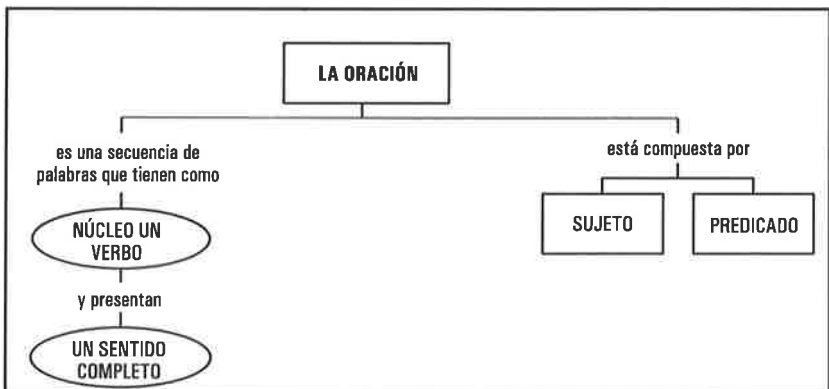 LA ORACIÓN
es una secuencia de
palabras que tienen como
NÚCLEO UN
VERBO
y presentan
UN SENTIDO
COMPLETO
está compuesta por
SUJETO
PREDICADO